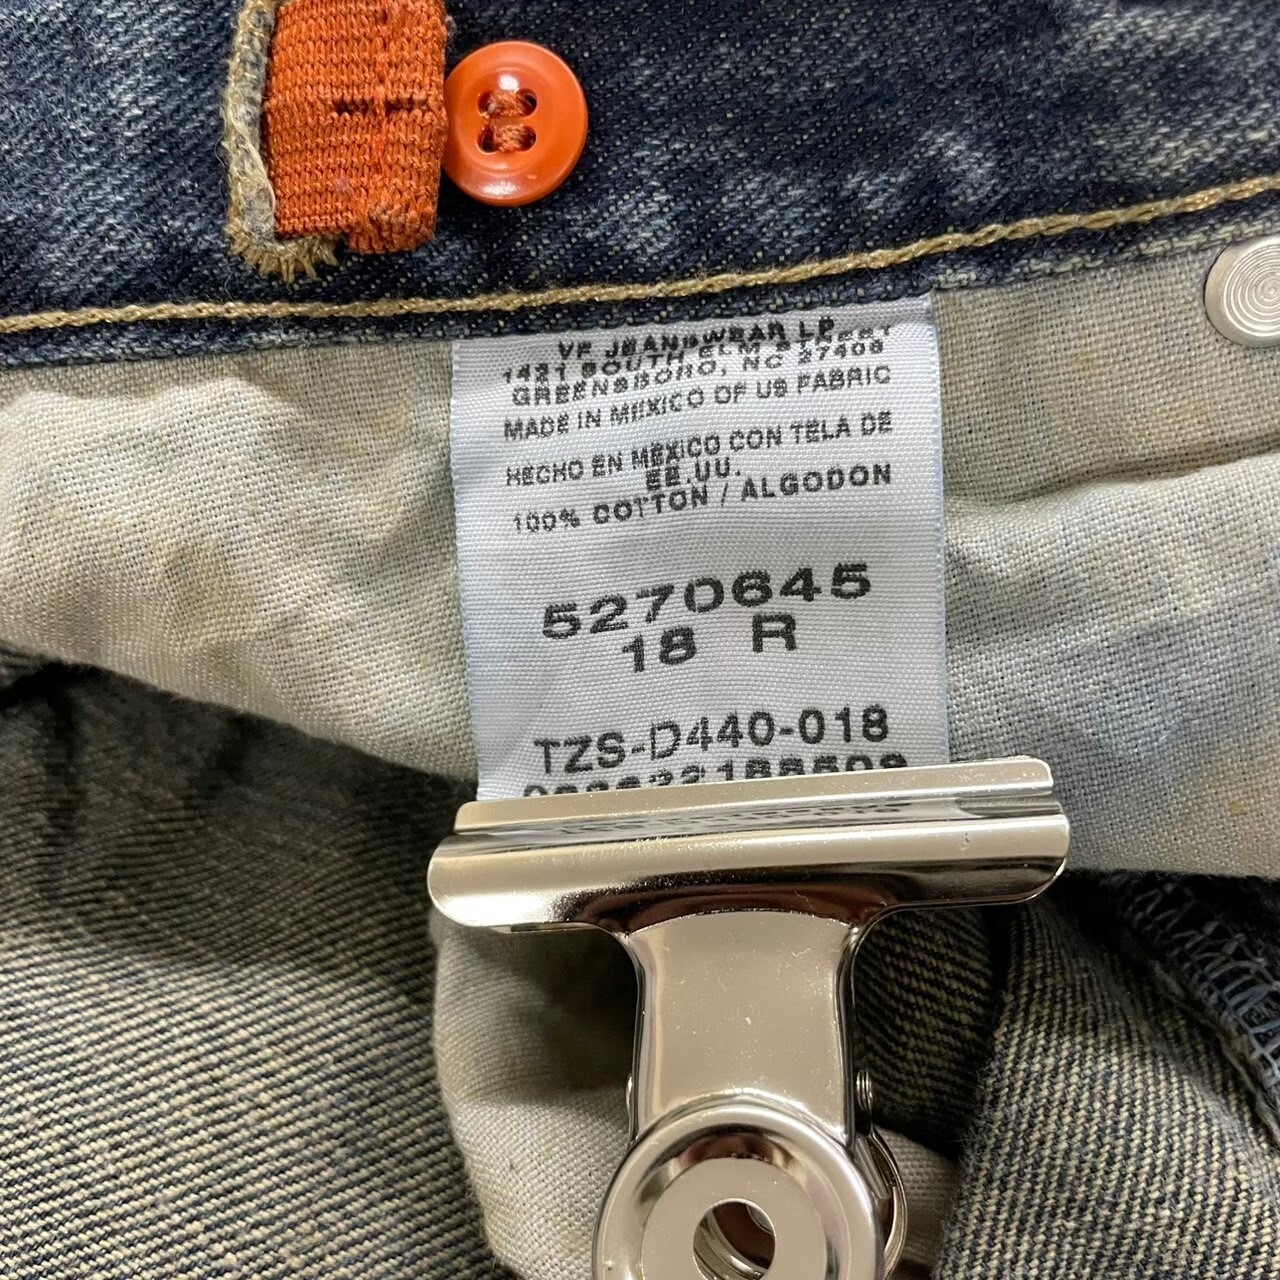 VF JEANSWEAR LP
1421 SOUTH ELM STREET
GREENSBORO, NC 27406
MADE IN MEXICO OF US FABRIC
HECHO EN MÉXICO CON TELA DE
EE.UU.
100% COTTON / ALGODON
5270645
18 R
TZS-D440-018